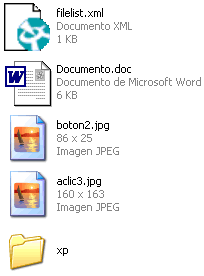 filelist.xml
Documento XML
1 KB
Documento.doc
Documento de Microsoft Word
6 KB
boton2.jpg
86 x 25
Imagen JPEG
aclic3.jpg
160 x 163
Imagen JPEG
xp